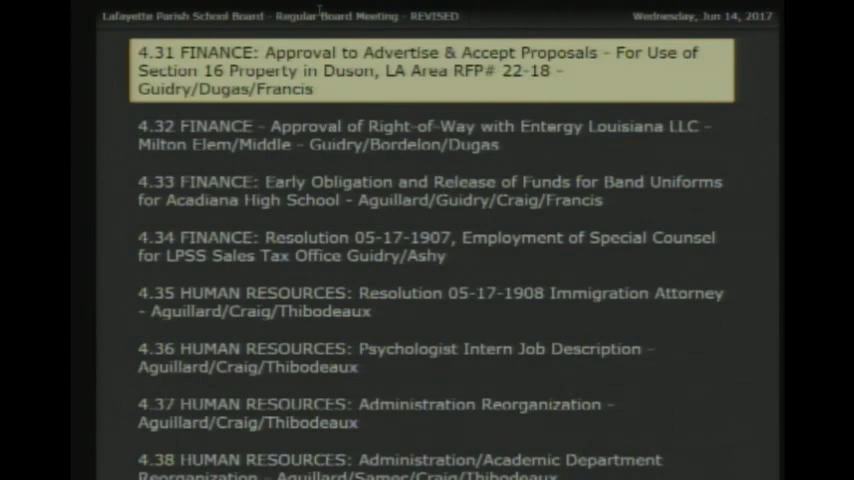 Lafayette Parish School Board - Regular Board Meeting - REVISED
Wednesday, Jun 14, 2017
4.31 FINANCE: Approval to Advertise & Accept Proposals - For Use of
Section 16 Property in Duson, LA Area RFP# 22-18 -
Guidry/Dugas/Francis
4.32 FINANCE - Approval of Right-of-Way with Entergy Louisiana LLC -
Milton Elem/Middle - Guidry/Bordelon/Dugas
4.33 FINANCE: Early Obligation and Release of Funds for Band Uniforms
for Acadiana High School - Aguillard/Guidry/Craig/Francis
4.34 FINANCE: Resolution 05-17-1907, Employment of Special Counsel
for LPSS Sales Tax Office Guidry/Ashy
4.35 HUMAN RESOURCES: Resolution 05-17-1908 Immigration Attorney
- Aguillard/Craig/Thibodeaux
4.36 HUMAN RESOURCES: Psychologist Intern Job Description -
Aguillard/Craig/Thibodeaux
4.37 HUMAN RESOURCES: Administration Reorganization -
Aguillard/Craig/Thibodeaux
4.38 HUMAN RESOURCES: Administration/Academic Department
Reorganization - Aguillard/Samec/Craig/Thibodeaux